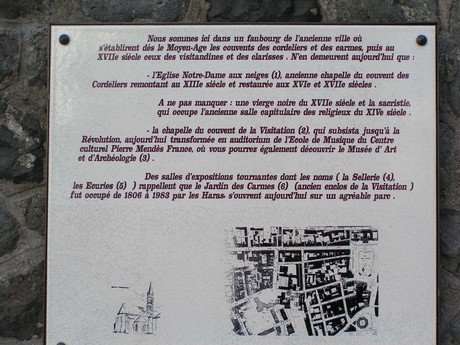 Nous sommes ici dans un faubourg de l'ancienne ville où
s'établirent dès le Moyen-Age les couvents des cordeliers et des carmes, puis au
XVIIe siècle ceux des visitandines et des clarisses . N'en demeurent aujourd'hui que :
- l'Eglise Notre-Dame aux neiges (1), ancienne chapelle du couvent des
Cordeliers remontant au XIIIe siècle et restaurée aux XVIe et XVIIe siècles .
A ne pas manquer : une vierge noire du XVIIe siècle et la sacristie,
qui occupe l'ancienne salle capitulaire des religieux du XIVe siècle .
- la chapelle du couvent de la Visitation (2), qui subsista jusqu'à la
Révolution, aujourd'hui transformée en auditorium de l'Ecole de Musique du Centre
culturel Pierre Mendès France, où vous pourrez également découvrir le Musée d' Art
et d'Archéologie (3) .
Des salles d'expositions tournantes dont les noms ( la Sellerie (4),
les Ecuries (5) ) rappellent que le Jardin des Carmes (6) (ancien enclos de la Visitation )
fut occupé de 1806 à 1983 par les Haras, s'ouvrent aujourd'hui sur un agréable parc .